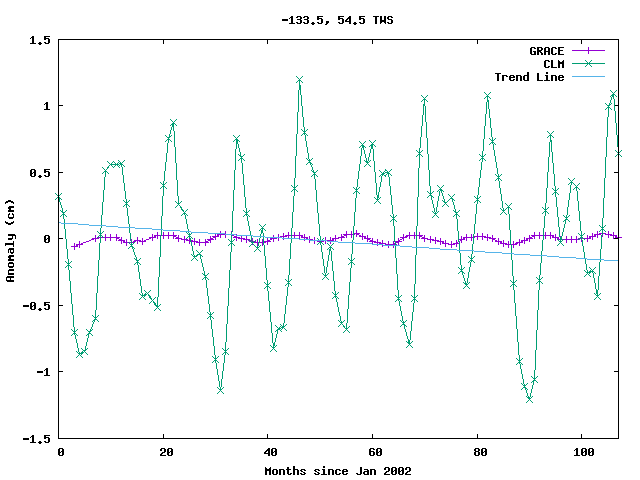 -133.5, 54.5 TWS
GRACE
CLM
Trend Line
1.5
1
0.5
0
-0.5
-1
-1.5
Anomaly (cm)
0 20 40 60 80 100
Months since Jan 2002